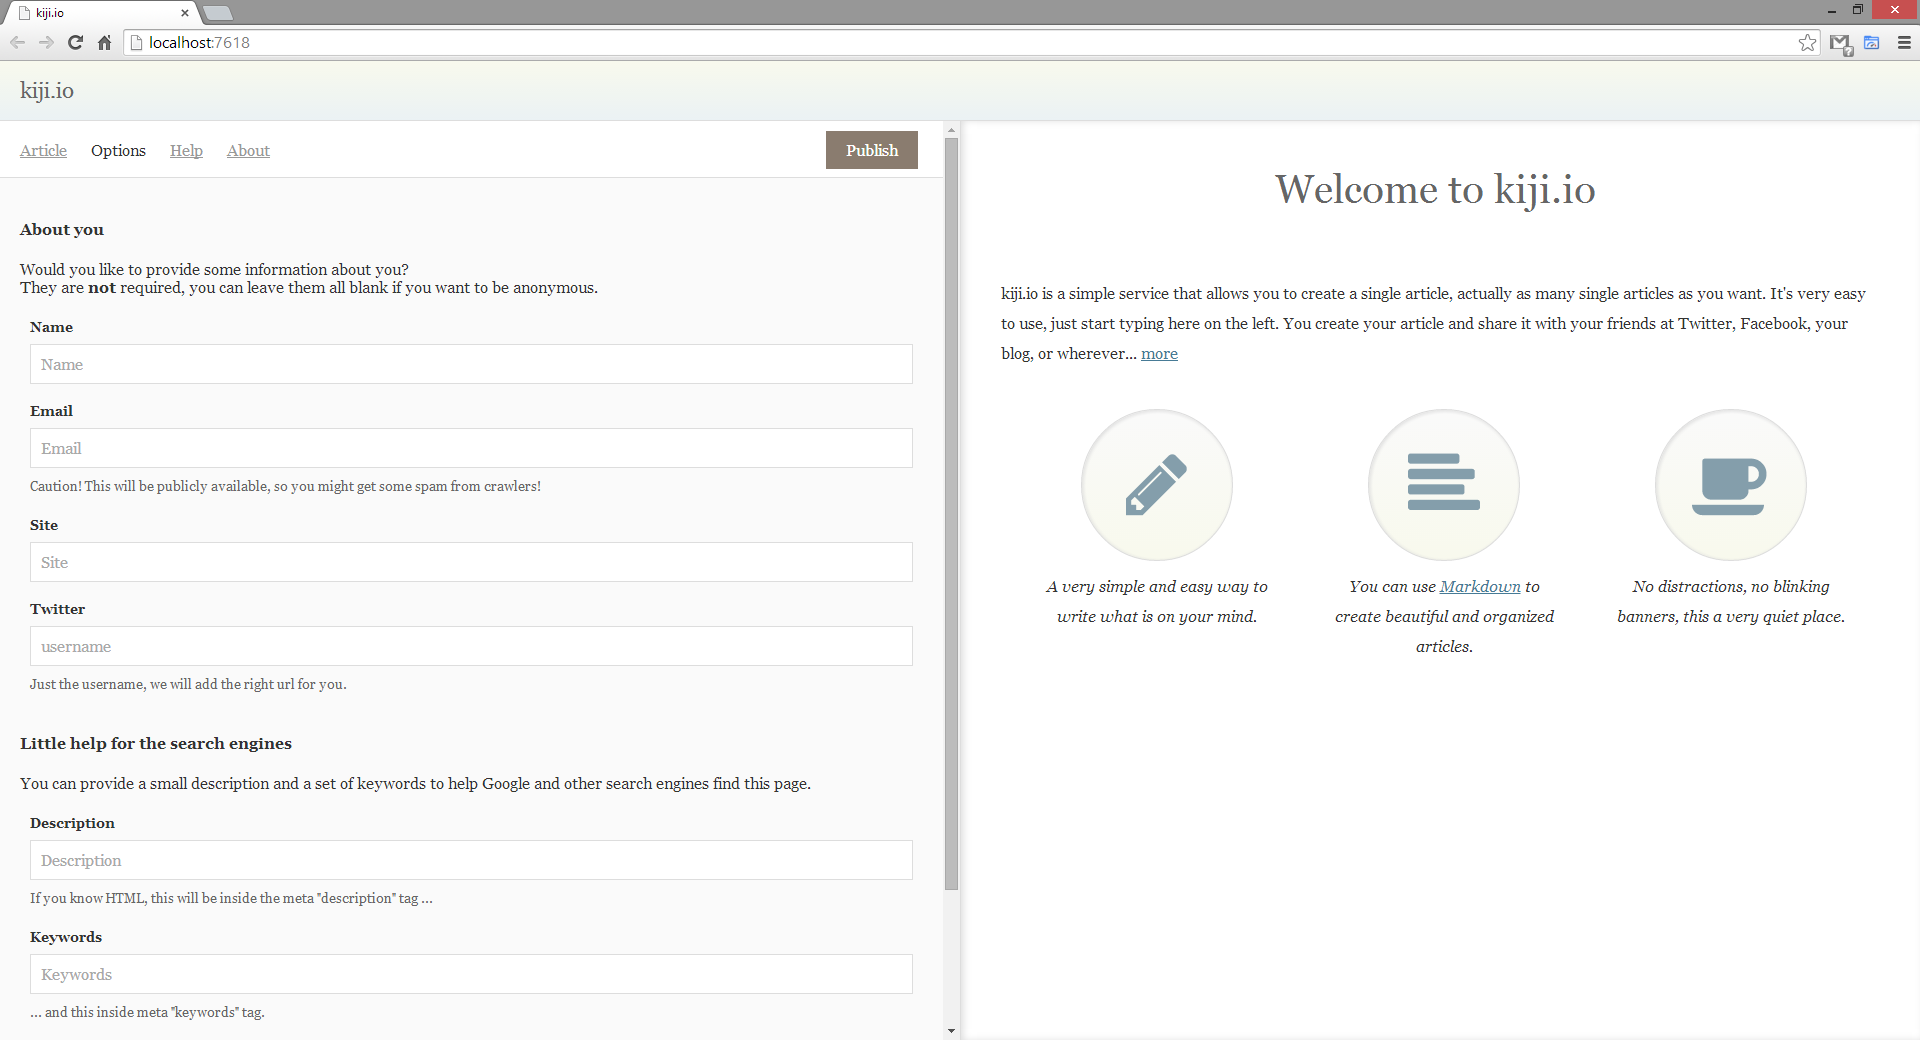 kiji.io
localhost:7618
kiji.io
Article Options Help About Publish
About you
Would you like to provide some information about you?
They are not required, you can leave them all blank if you want to be anonymous.
Name
Name
Email
Email
Caution! This will be publicly available, so you might get some spam from crawlers!
Site
Site
Twitter
username
Just the username, we will add the right url for you.
Little help for the search engines
You can provide a small description and a set of keywords to help Google and other search engines find this page.
Description
Description
If you know HTML, this will be inside the meta "description" tag ...
Keywords
Keywords
... and this inside meta "keywords" tag.
Welcome to kiji.io
kiji.io is a simple service that allows you to create a single article, actually as many single articles as you want. It's very easy
to use, just start typing here on the left. You create your article and share it with your friends at Twitter, Facebook, your
blog, or wherever... more
A very simple and easy way to
write what is on your mind.
You can use Markdown to
create beautiful and organized
articles.
No distractions, no blinking
banners, this a very quiet place.